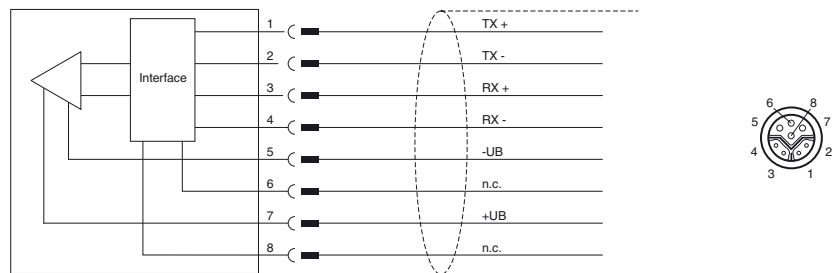 1 TX +
2 TX -
Interface
3 RX +
4 RX -
5 -UB
6 n.c.
7 +UB
8 n.c.
6 8
5 7
4 2
3 1